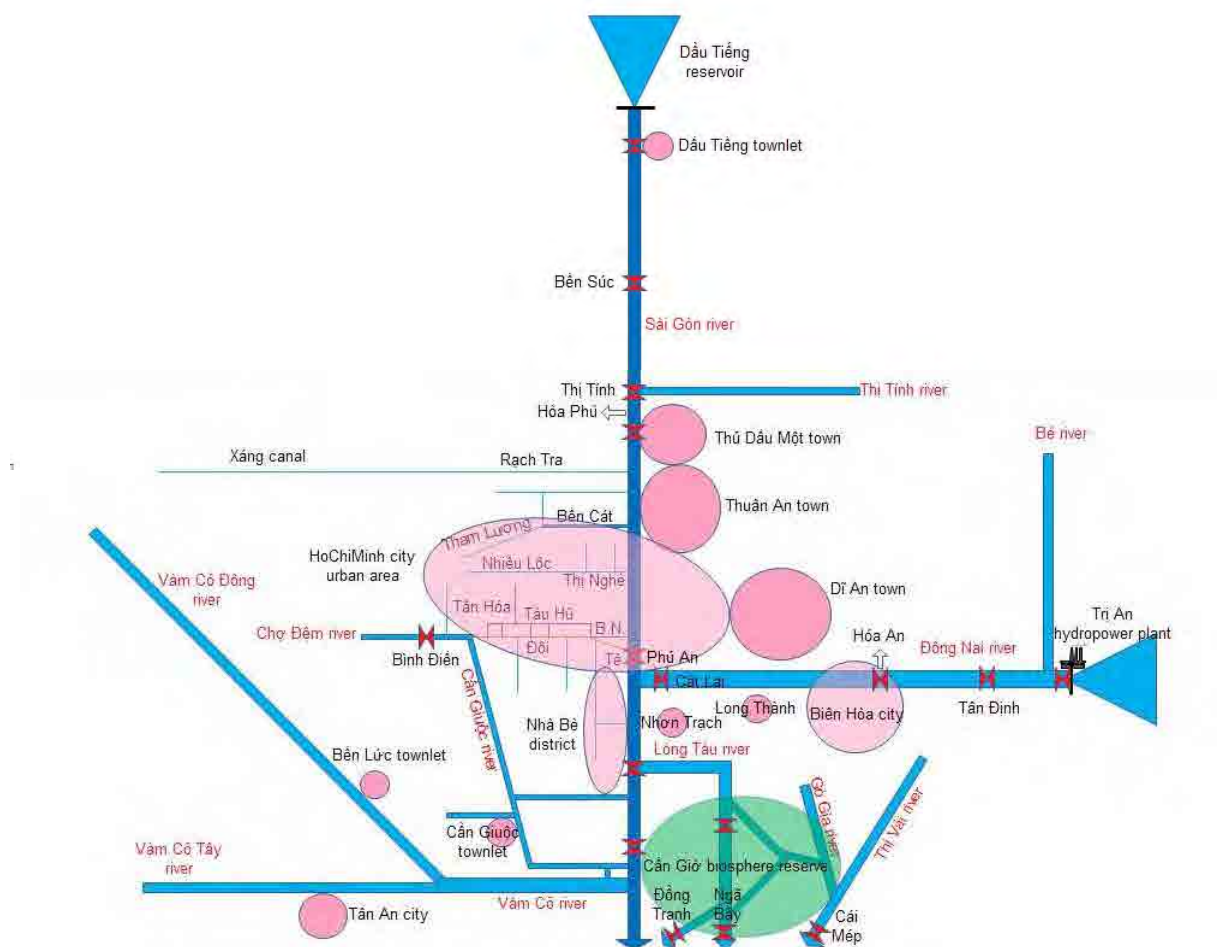 Dầu Tiếng
reservoir
Dầu Tiếng townlet
Bến Súc
Sài Gòn river
Thị Tính
Thị Tính river
Hòa Phú
Thủ Dầu Một town
Bé river
Xáng canal
Rạch Tra
Thuận An town
Bến Cát
Tham Lương
HoChiMinh city
urban area
Nhiêu Lộc
Thị Nghè
Vàm Cỏ Đông
river
Tân Hóa
Tàu Hủ
Dĩ An town
Trị An
hydropower plant
Chợ Đệm river
B.N.
Hóa An
Bình Điền
Đôi
Tẻ
Phú An
Đồng Nai river
Cát Lái
Cần Giuộc river
Nhà Bè
district
Nhơn Trạch
Long Thành
Biên Hòa city
Tân Định
Bến Lức townlet
Lòng Tàu river
Gò Gia river
Thị Vải river
Cần Giuộc
townlet
Vàm Cỏ Tây
river
Cần Giờ biosphere reserve
Vàm Cỏ river
Tân An city
Đồng
Tranh
Ngã
Bảy
Cái
Mép